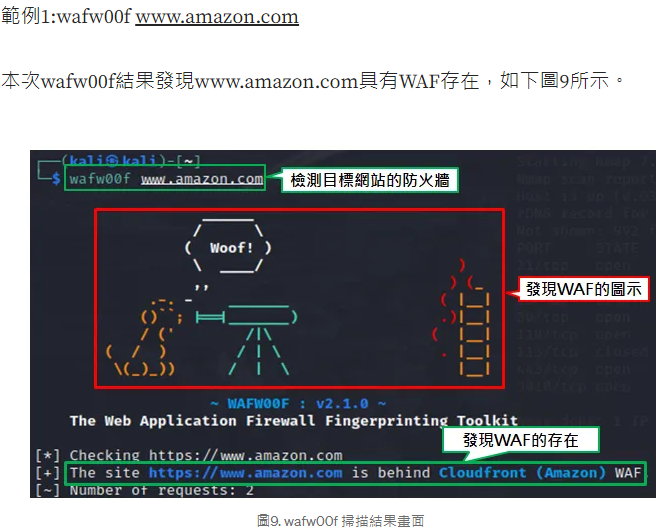 範例1:wafw00f www.amazon.com
本次wafw00f結果發現www.amazon.com具有WAF存在，如下圖9所示。
(kali㉿kali)-[~]
$ wafw00f www.amazon.com
檢測目標網站的防火牆
Woof!
發現WAF的圖示
~ WAFW00F : v2.1.0 ~
The Web Application Firewall Fingerprinting Toolkit
發現WAF的存在
[*] Checking https://www.amazon.com
[+] The site https://www.amazon.com is behind Cloudfront (Amazon) WAF.
[~] Number of requests: 2
圖9. wafw00f 掃描結果畫面